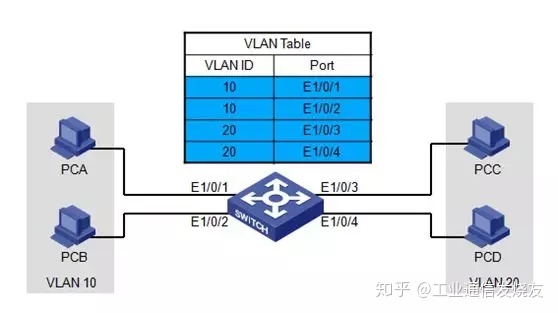 VLAN Table
VLAN ID Port
10 E1/0/1
10 E1/0/2
20 E1/0/3
20 E1/0/4
PCA
PCC
E1/0/1 E1/0/3
E1/0/2 E1/0/4
SWITCH
PCB
PCD
VLAN 10
VLAN 20
知乎 @工业通信发烧友